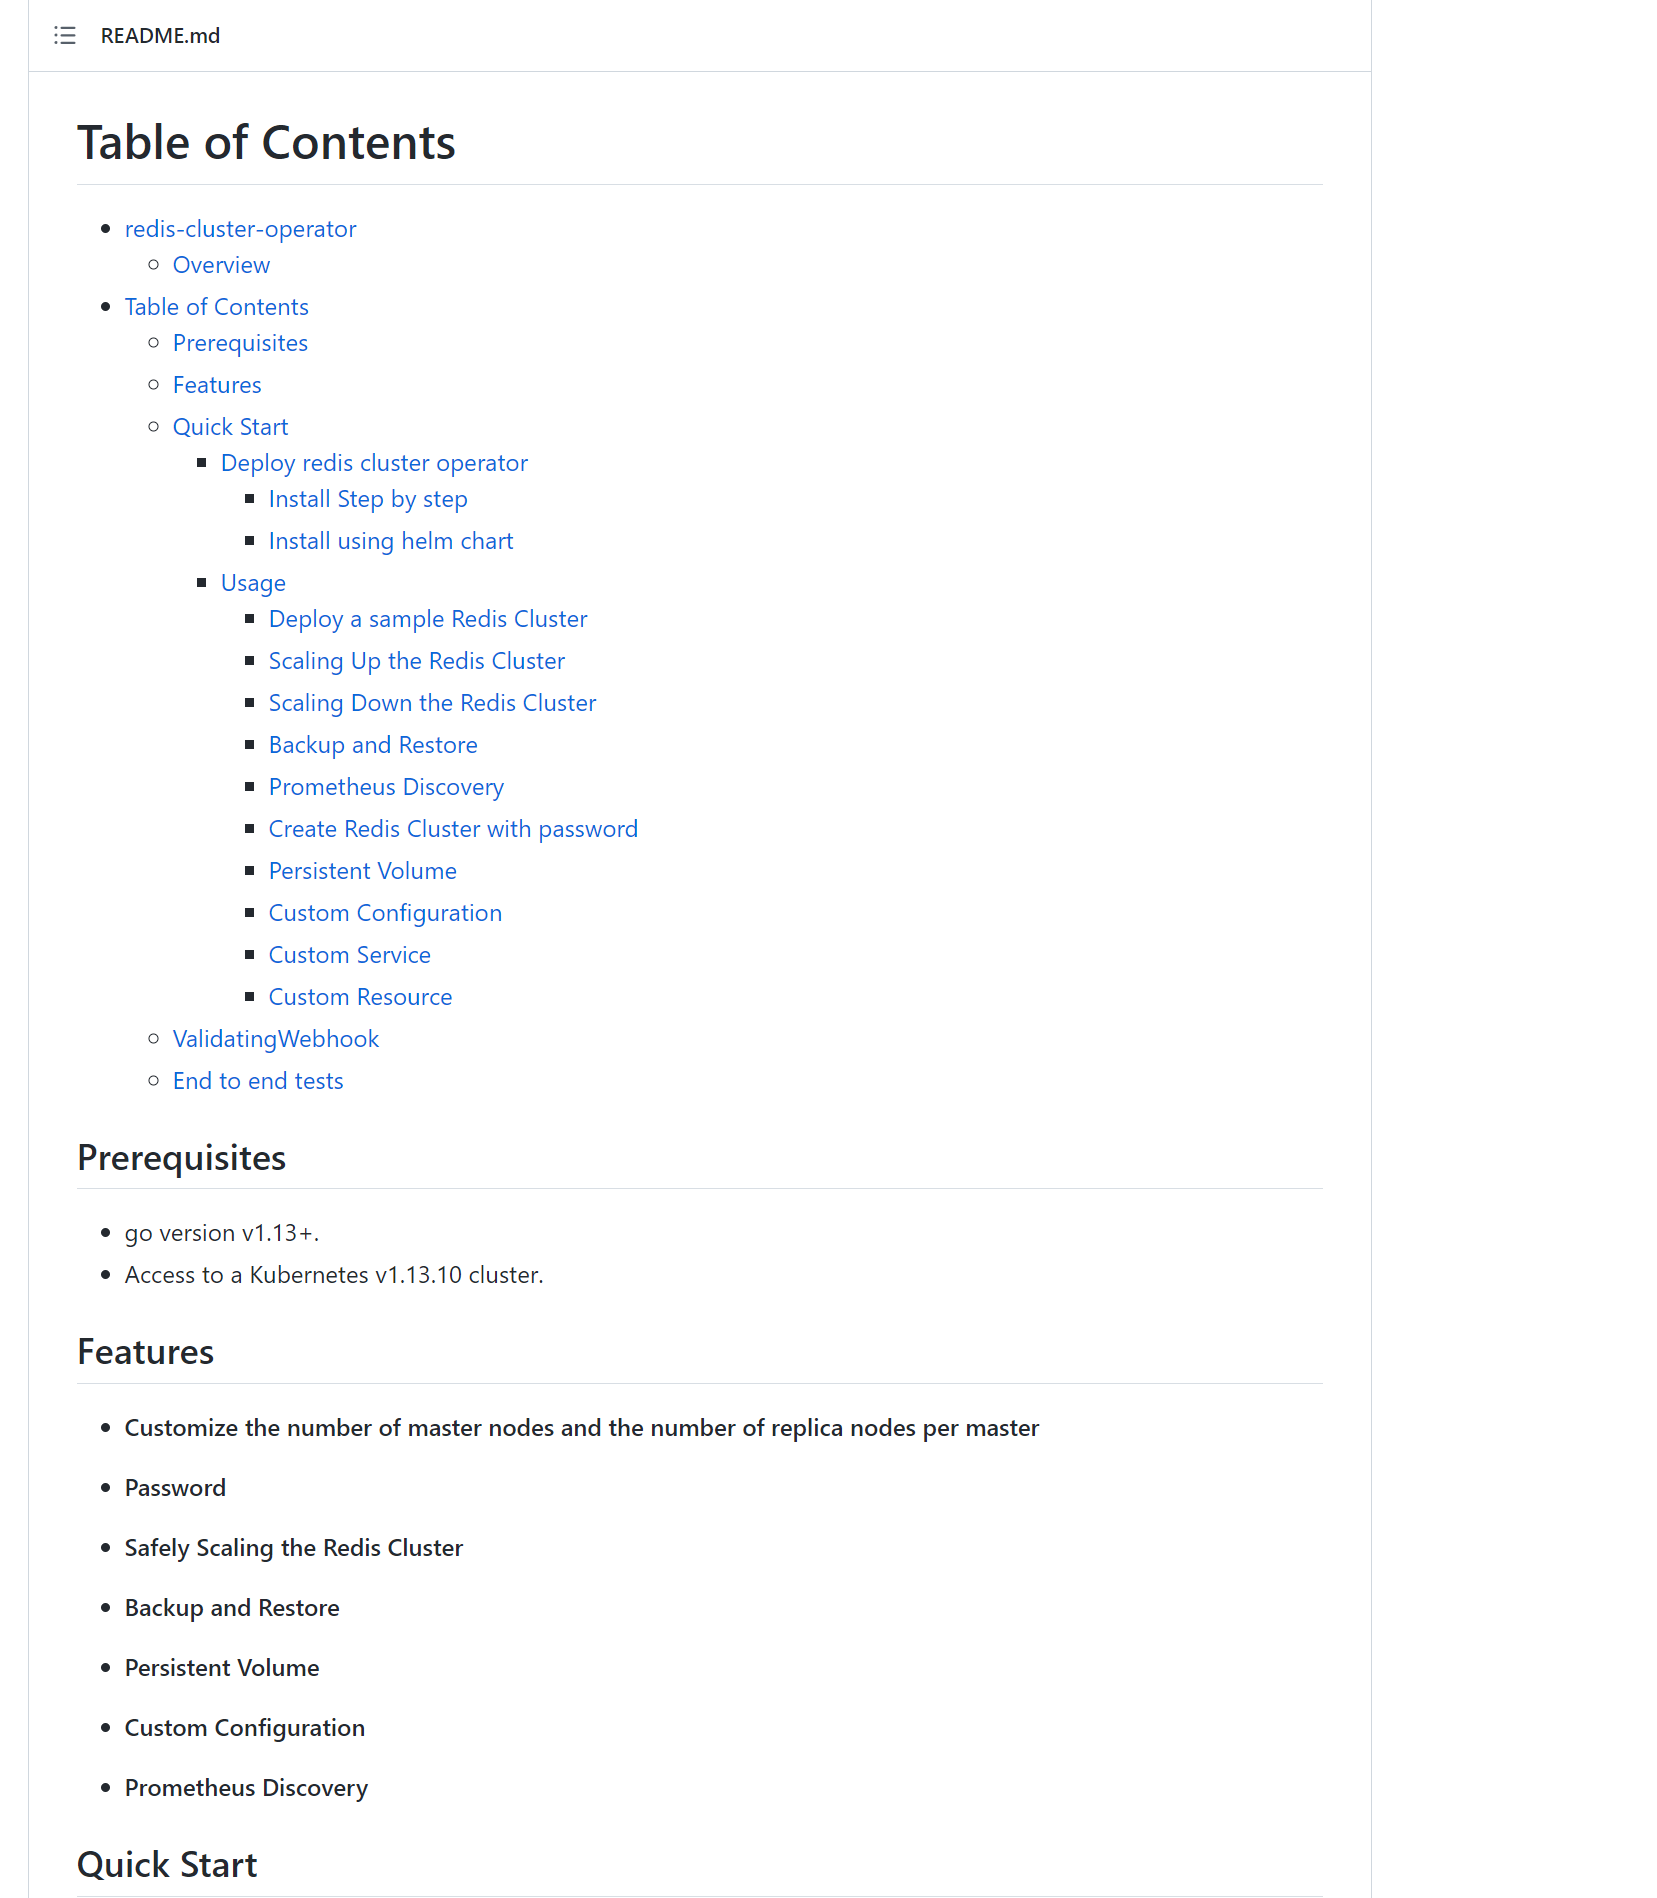 README.md
Table of Contents
redis-cluster-operator
Overview
Table of Contents
Prerequisites
Features
Quick Start
Deploy redis cluster operator
Install Step by step
Install using helm chart
Usage
Deploy a sample Redis Cluster
Scaling Up the Redis Cluster
Scaling Down the Redis Cluster
Backup and Restore
Prometheus Discovery
Create Redis Cluster with password
Persistent Volume
Custom Configuration
Custom Service
Custom Resource
ValidatingWebhook
End to end tests
Prerequisites
go version v1.13+.
Access to a Kubernetes v1.13.10 cluster.
Features
Customize the number of master nodes and the number of replica nodes per master
Password
Safely Scaling the Redis Cluster
Backup and Restore
Persistent Volume
Custom Configuration
Prometheus Discovery
Quick Start